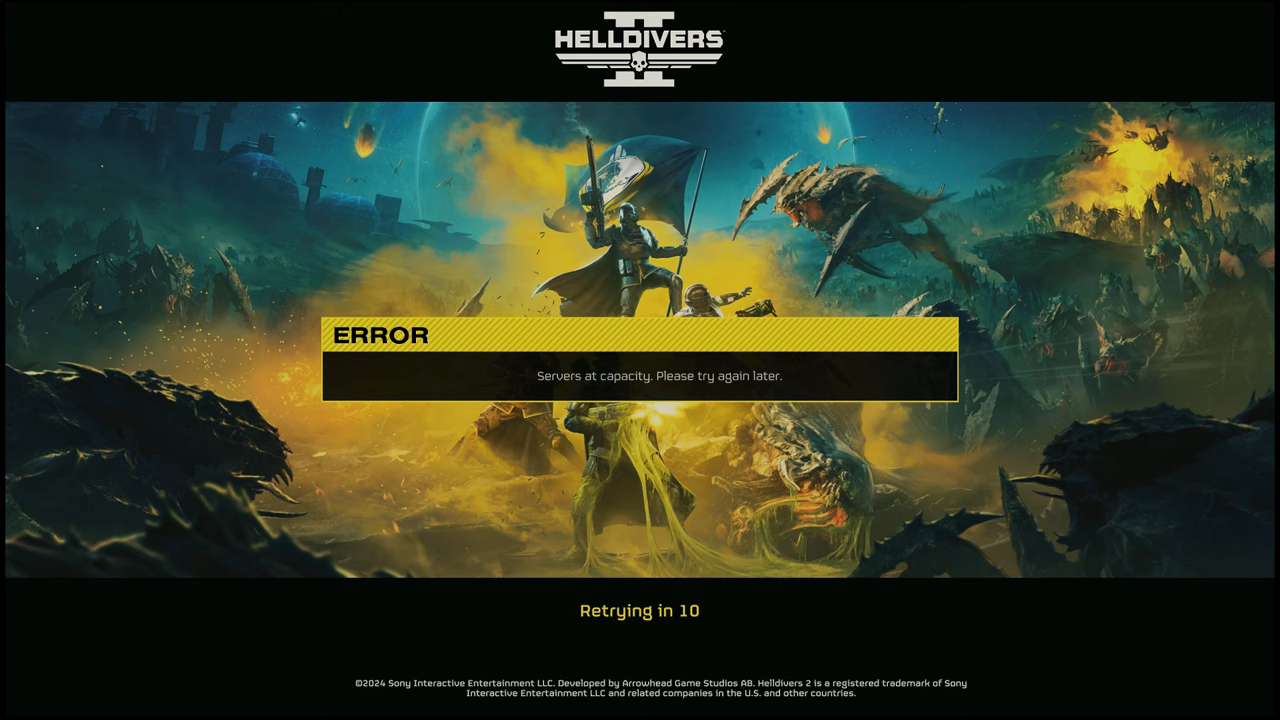 HELLDIVERS
II
ERROR
Servers at capacity. Please try again later.
Retrying in 10
©2024 Sony Interactive Entertainment LLC. Developed by Arrowhead Game Studios AB. Helldivers 2 is a registered trademark of Sony
Interactive Entertainment LLC and related companies in the U.S. and other countries.